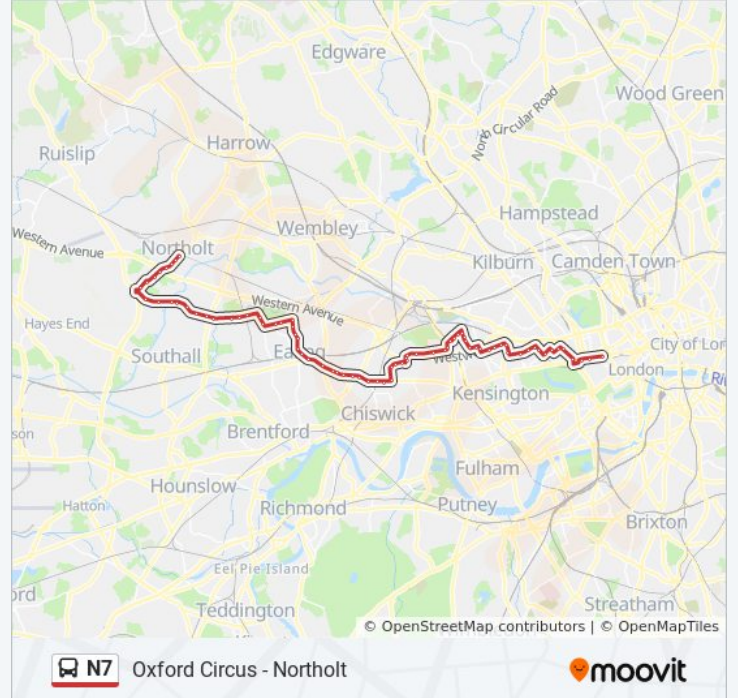 Edgware
Wood Green
North Circular Road
Harrow
Ruislip
Hampstead
Wembley
Western Avenue
Northolt
Kilburn
Camden Town
Western Avenue
Hayes End
City of Lon
Southall
Ealing
Westw
London
Kensington
Chiswick
Brentford
Fulham
Hounslow
Richmond
Putney
Hatton
Brixton
Eel Pie Island
Streatham
Teddington
© OpenStreetMap contributors | © OpenMapTiles
N7 Oxford Circus - Northolt
moovit